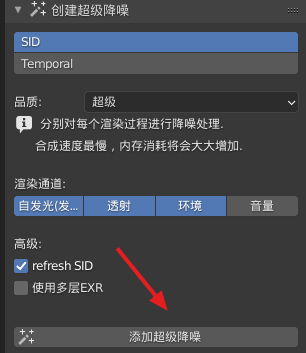 创建超级降噪
SID
Temporal
品质:
超级
分别对每个渲染过程进行降噪处理.
合成速度最慢，内存消耗将会大大增加.
渲染通道:
自发光(发...
透射
环境
音量
高级:
refresh SID
使用多层EXR
添加超级降噪